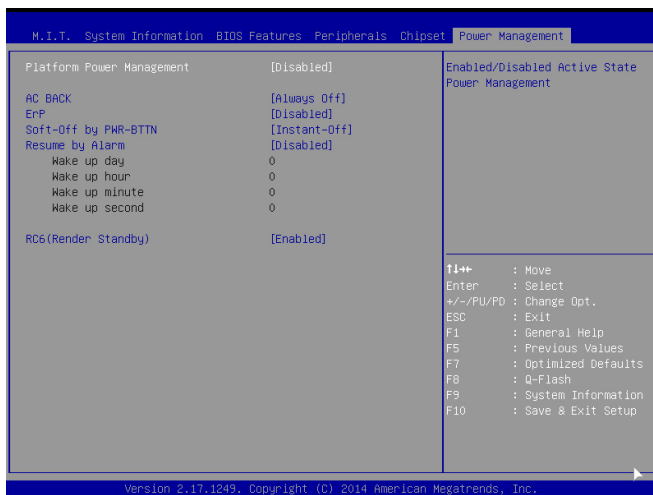 M.I.T. System Information BIOS Features Peripherals Chipset Power Management
Platform Power Management [Disabled]
AC BACK [Always Off]
ErP [Disabled]
Soft-Off by PWR-BTTN [Instant-Off]
Resume by Alarm [Disabled]
Wake up day 0
Wake up hour 0
Wake up minute 0
Wake up second 0
RC6(Render Standby) [Enabled]
Enabled/Disabled Active State
Power Management
↑↓→← : Move
Enter : Select
+/-/PU/PD : Change Opt.
ESC : Exit
F1 : General Help
F5 : Previous Values
F7 : Optimized Defaults
F8 : Q-Flash
F9 : System Information
F10 : Save & Exit Setup
Version 2.17.1249. Copyright (C) 2014 American Megatrends, Inc.